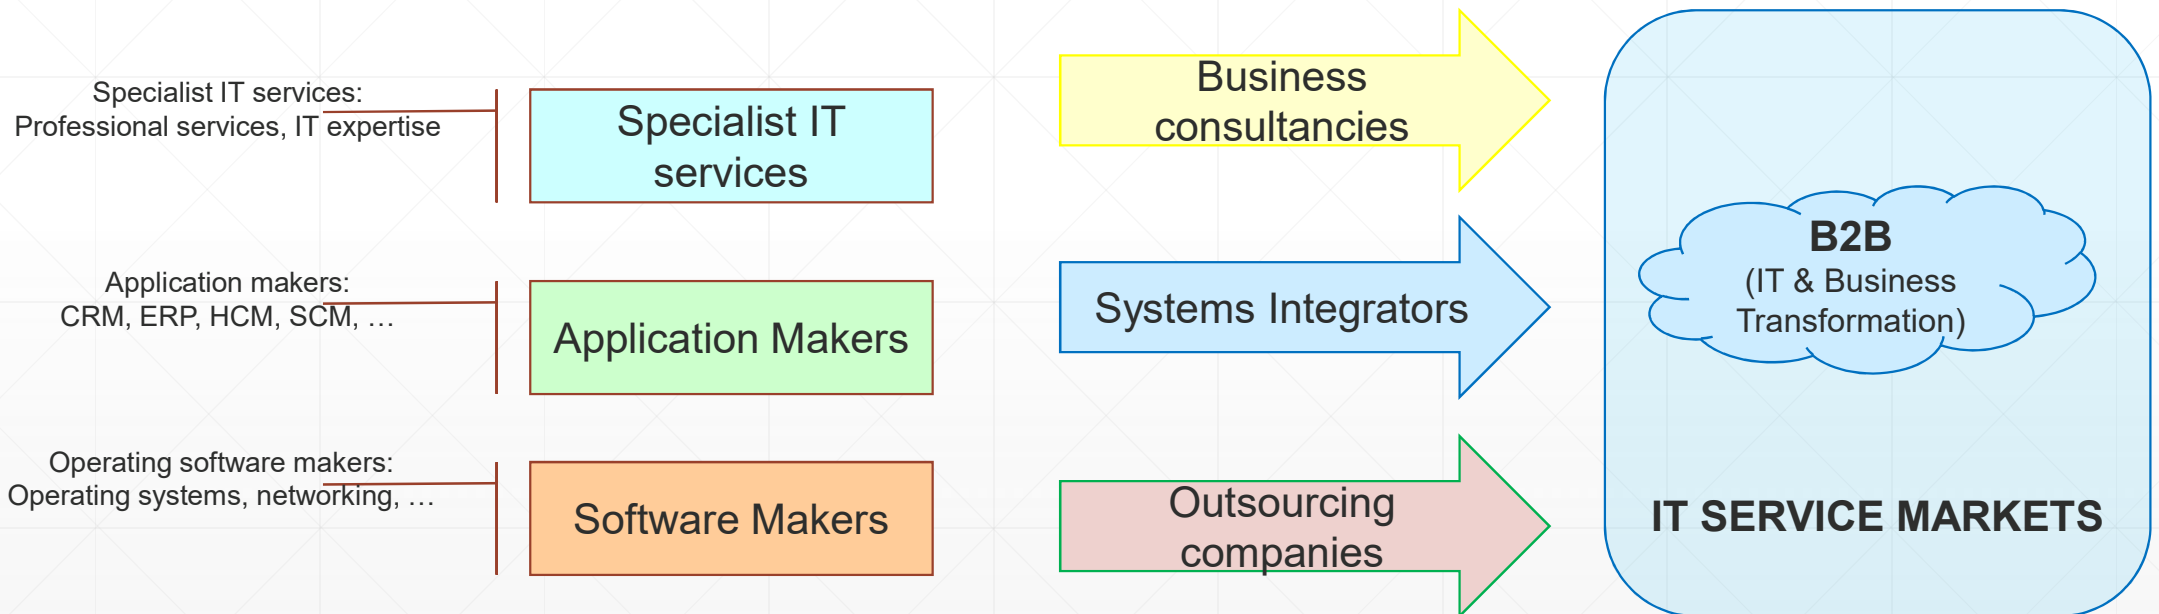 Specialist IT services:
Professional services, IT expertise
Specialist IT
services
Business
consultancies
Application makers:
CRM, ERP, HCM, SCM, …
Application Makers
Systems Integrators
Operating software makers:
Operating systems, networking, …
Software Makers
Outsourcing
companies
B2B
(IT & Business
Transformation)
IT SERVICE MARKETS